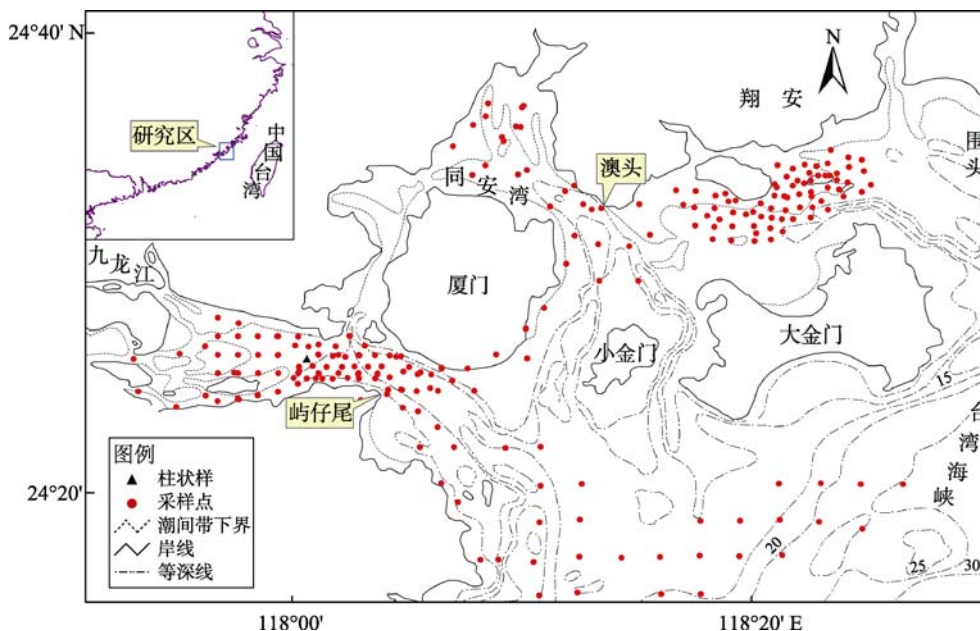 24°40' N
N
翔 安
中国台湾
研究区
围头
澳头
同安湾
九龙江
厦门
小金门
大金门
15
屿仔尾
台湾海峡
图例
柱状样
采样点
潮间带下界
岸线
等深线
24°20'
20
25
30
118°00'
118°20' E